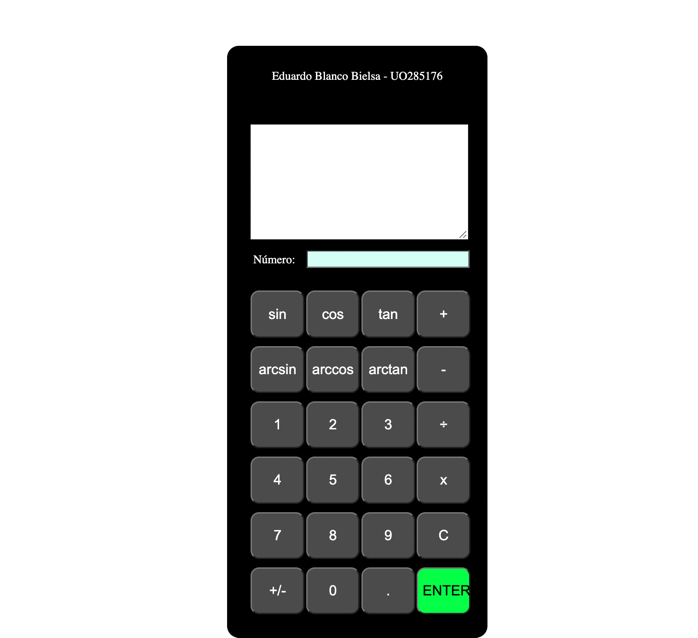 Eduardo Blanco Bielsa - UO285176
Número:
sin cos tan +
arcsin arccos arctan -
1 2 3 ÷
4 5 6 x
7 8 9 C
+/- 0 . ENTER